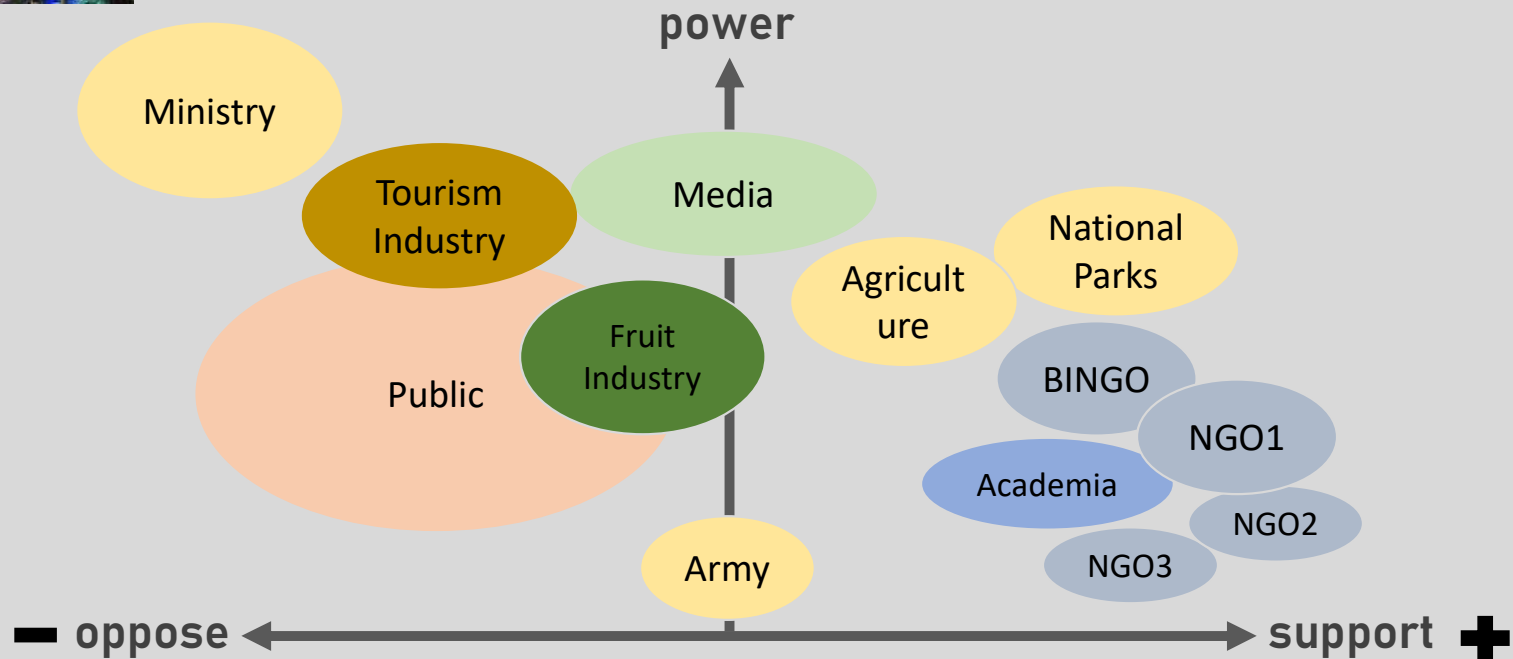 power
Ministry
Tourism
Industry
Media
National
Parks
Agricult
ure
Fruit
Industry
Public
BINGO
NGO1
Academia
NGO2
Army
NGO3
− oppose
support +